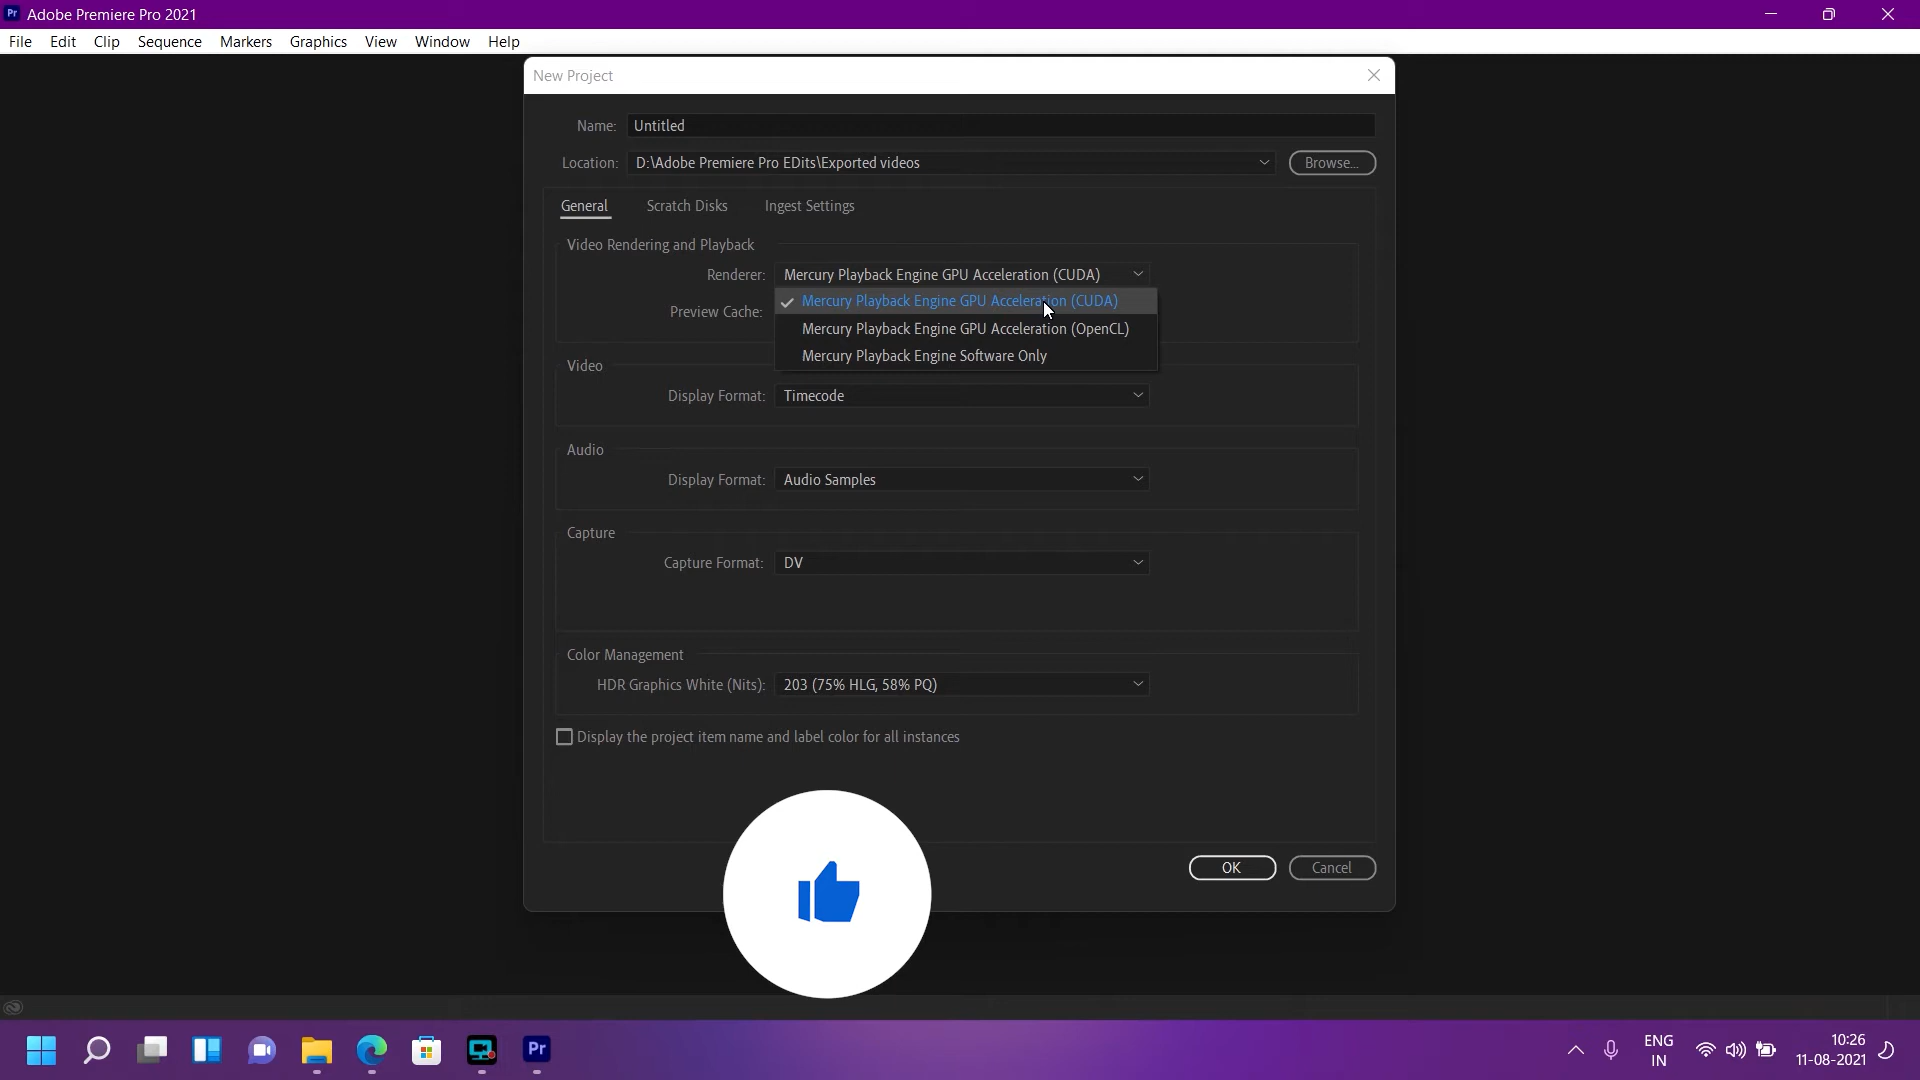 Pr Adobe Premiere Pro 2021
File Edit Clip Sequence Markers Graphics View Window Help
New Project
Name: Untitled
Location: D:\Adobe Premiere Pro EDits\Exported videos Browse...
General Scratch Disks Ingest Settings
Video Rendering and Playback
Renderer: Mercury Playback Engine GPU Acceleration (CUDA)
Mercury Playback Engine GPU Acceleration (CUDA)
Preview Cache:
Mercury Playback Engine GPU Acceleration (OpenCL)
Mercury Playback Engine Software Only
Video
Display Format: Timecode
Audio
Display Format: Audio Samples
Capture
Capture Format: DV
Color Management
HDR Graphics White (Nits): 203 (75% HLG, 58% PQ)
Display the project item name and label color for all instances
OK Cancel
Pr
ENG
IN
10:26
11-08-2021